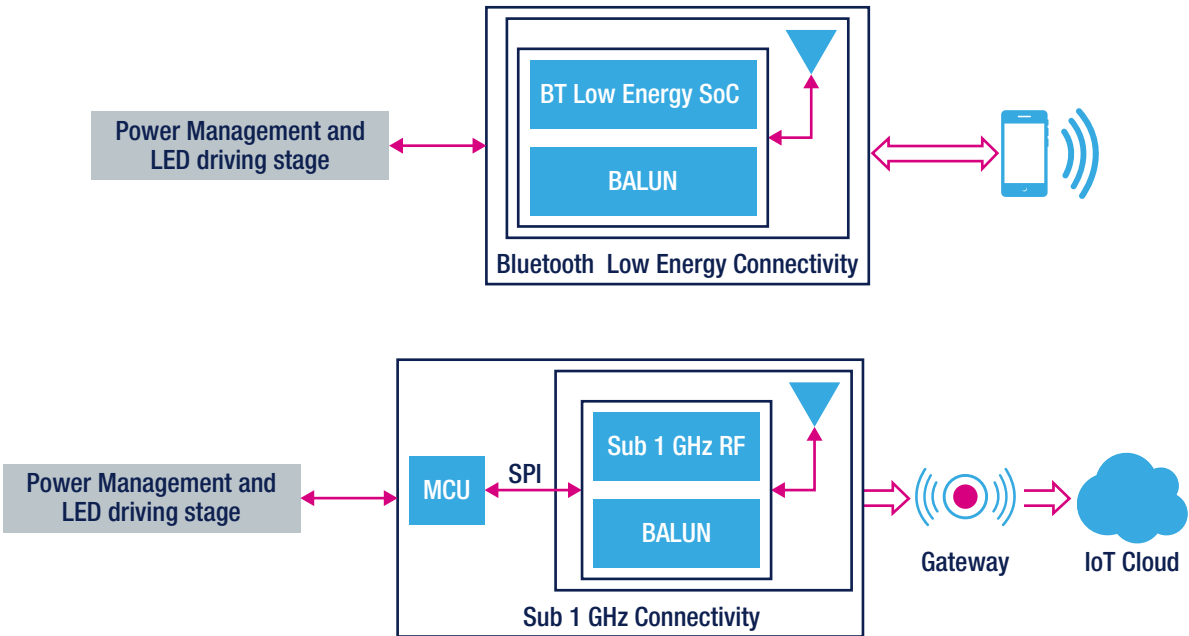 Power Management and
LED driving stage
BT Low Energy SoC
BALUN
Bluetooth Low Energy Connectivity
Power Management and
LED driving stage
MCU
SPI
Sub 1 GHz RF
BALUN
Gateway
IoT Cloud
Sub 1 GHz Connectivity